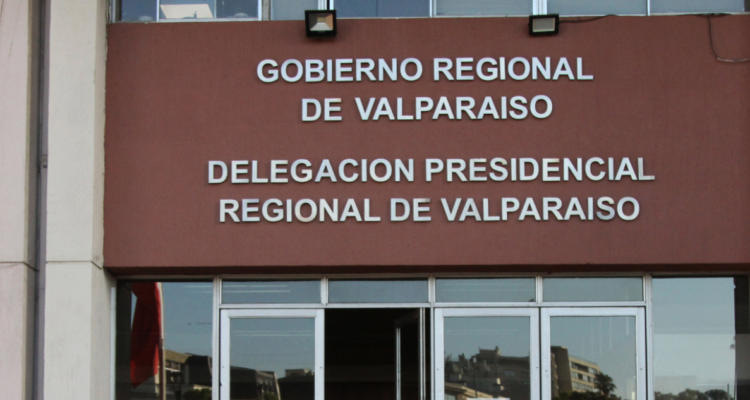 GOBIERNO REGIONAL
DE VALPARAISO
DELEGACION PRESIDENCIAL
REGIONAL DE VALPARAISO